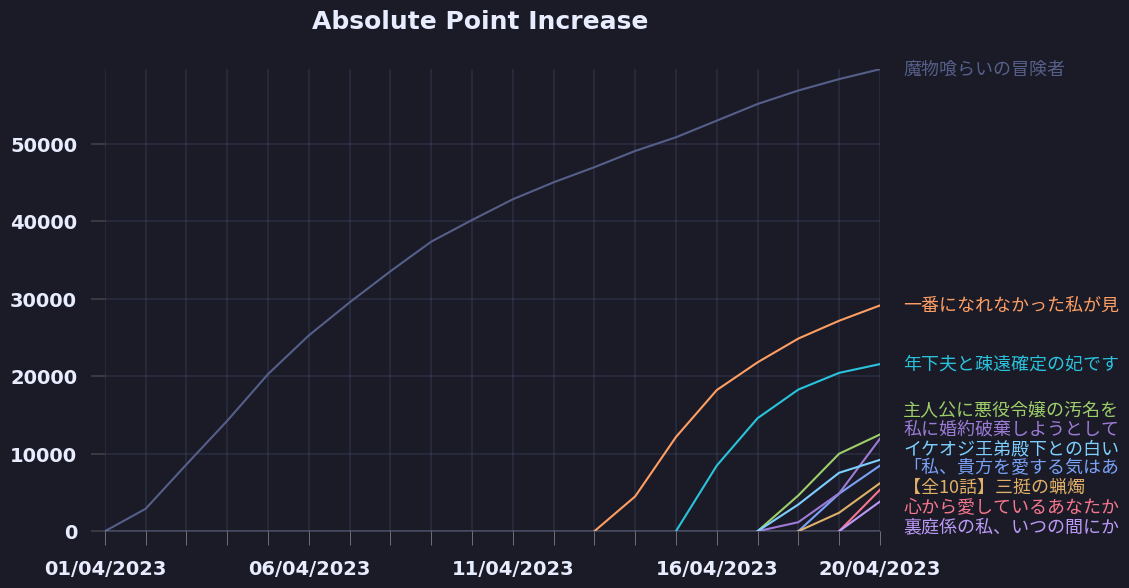 Absolute Point Increase
魔物喰らいの冒険者
50000
40000
30000
一番になれなかった私が見
20000
年下夫と疎遠確定の妃です
主人公に悪役令嬢の汚名を
私に婚約破棄しようとして
10000
イケオジ王弟殿下との白い
「私、貴方を愛する気はあ
【全10話】三挺の蝋燭
心から愛しているあなたか
0
裏庭係の私、いつの間にか
01/04/2023
06/04/2023
11/04/2023
16/04/2023
20/04/2023